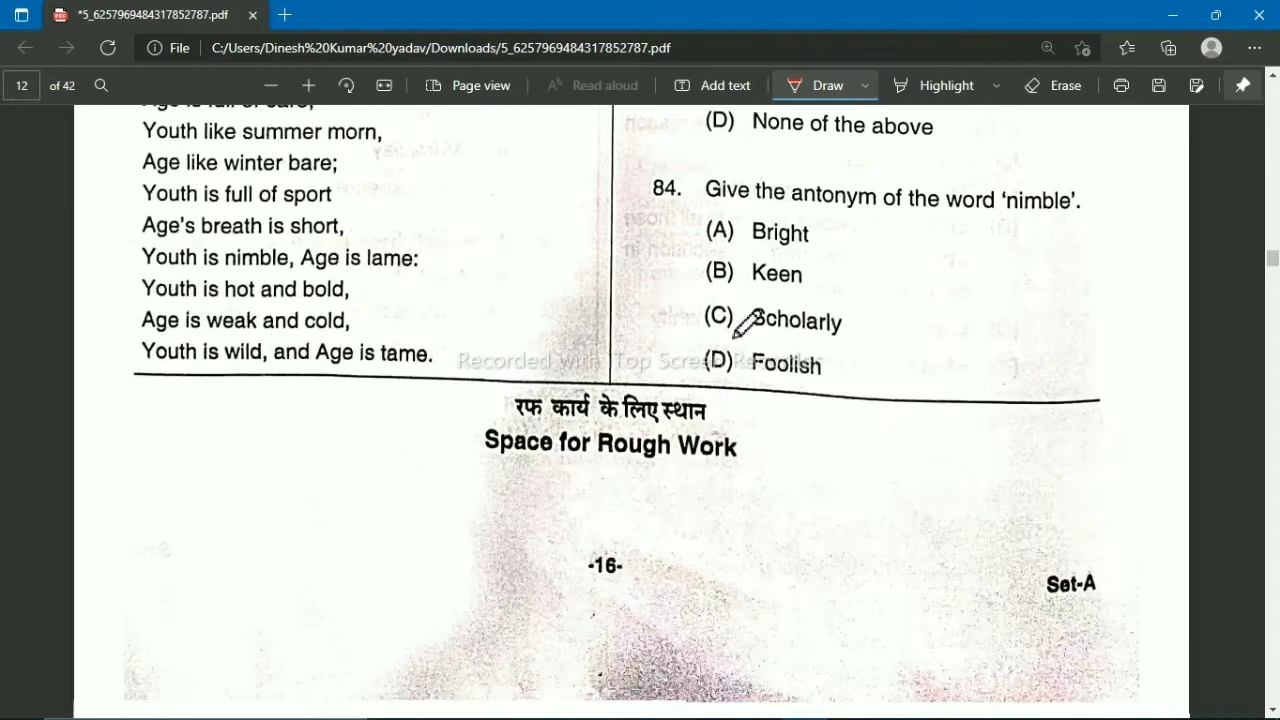 *5_6257969484317852787.pdf
File
C:/Users/Dinesh%20Kumar%20yadav/Downloads/5_6257969484317852787.pdf
12 of 42
Page view
Read aloud
Add text
Draw
Highlight
Erase
Youth like summer morn,
Age like winter bare;
Youth is full of sport
Age's breath is short,
Youth is nimble, Age is lame:
Youth is hot and bold,
Age is weak and cold,
Youth is wild, and Age is tame.
(D) None of the above
84. Give the antonym of the word 'nimble'.
(A) Bright
(B) Keen
(C) Scholarly
(D) Foolish
Recorded with Top Screen Recorder
रफ कार्य के लिए स्थान
Space for Rough Work
-16-
Set-A